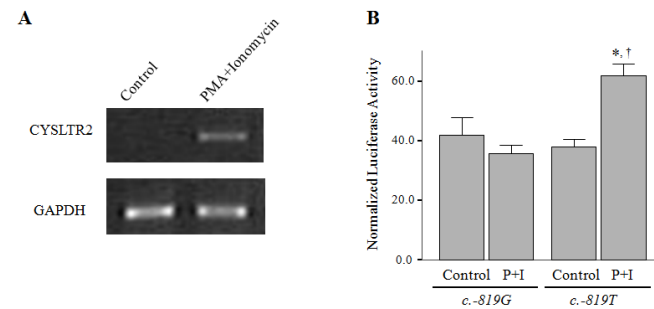 A
Control
PMA+Ionomycin
CYSLTR2
GAPDH
B
Normalized Luciferase Activity
60.0
40.0
20.0
0.0
*, †
Control P+I Control P+I
c.-819G c.-819T